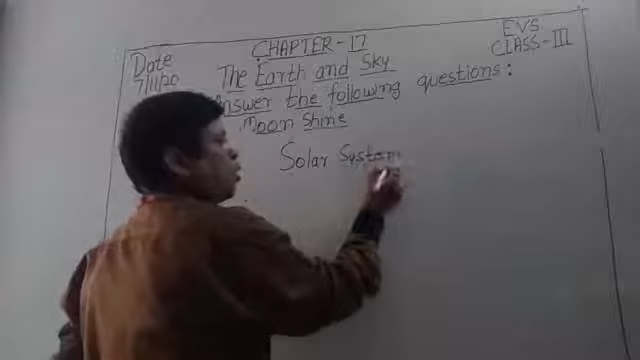 Date
7/11/20
CHAPTER-17
EVS
CLASS-III
The Earth and Sky
Answer the following questions:
Moon Shine
Solar System